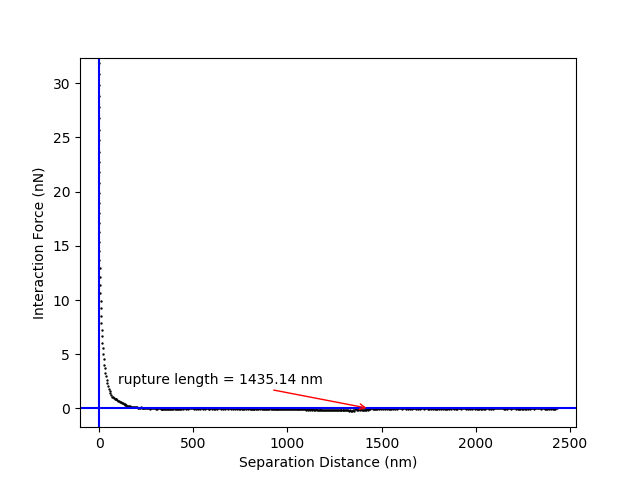 30
25
20
15
10
5
0
Interaction Force (nN)
rupture length = 1435.14 nm
0 500 1000 1500 2000 2500
Separation Distance (nm)